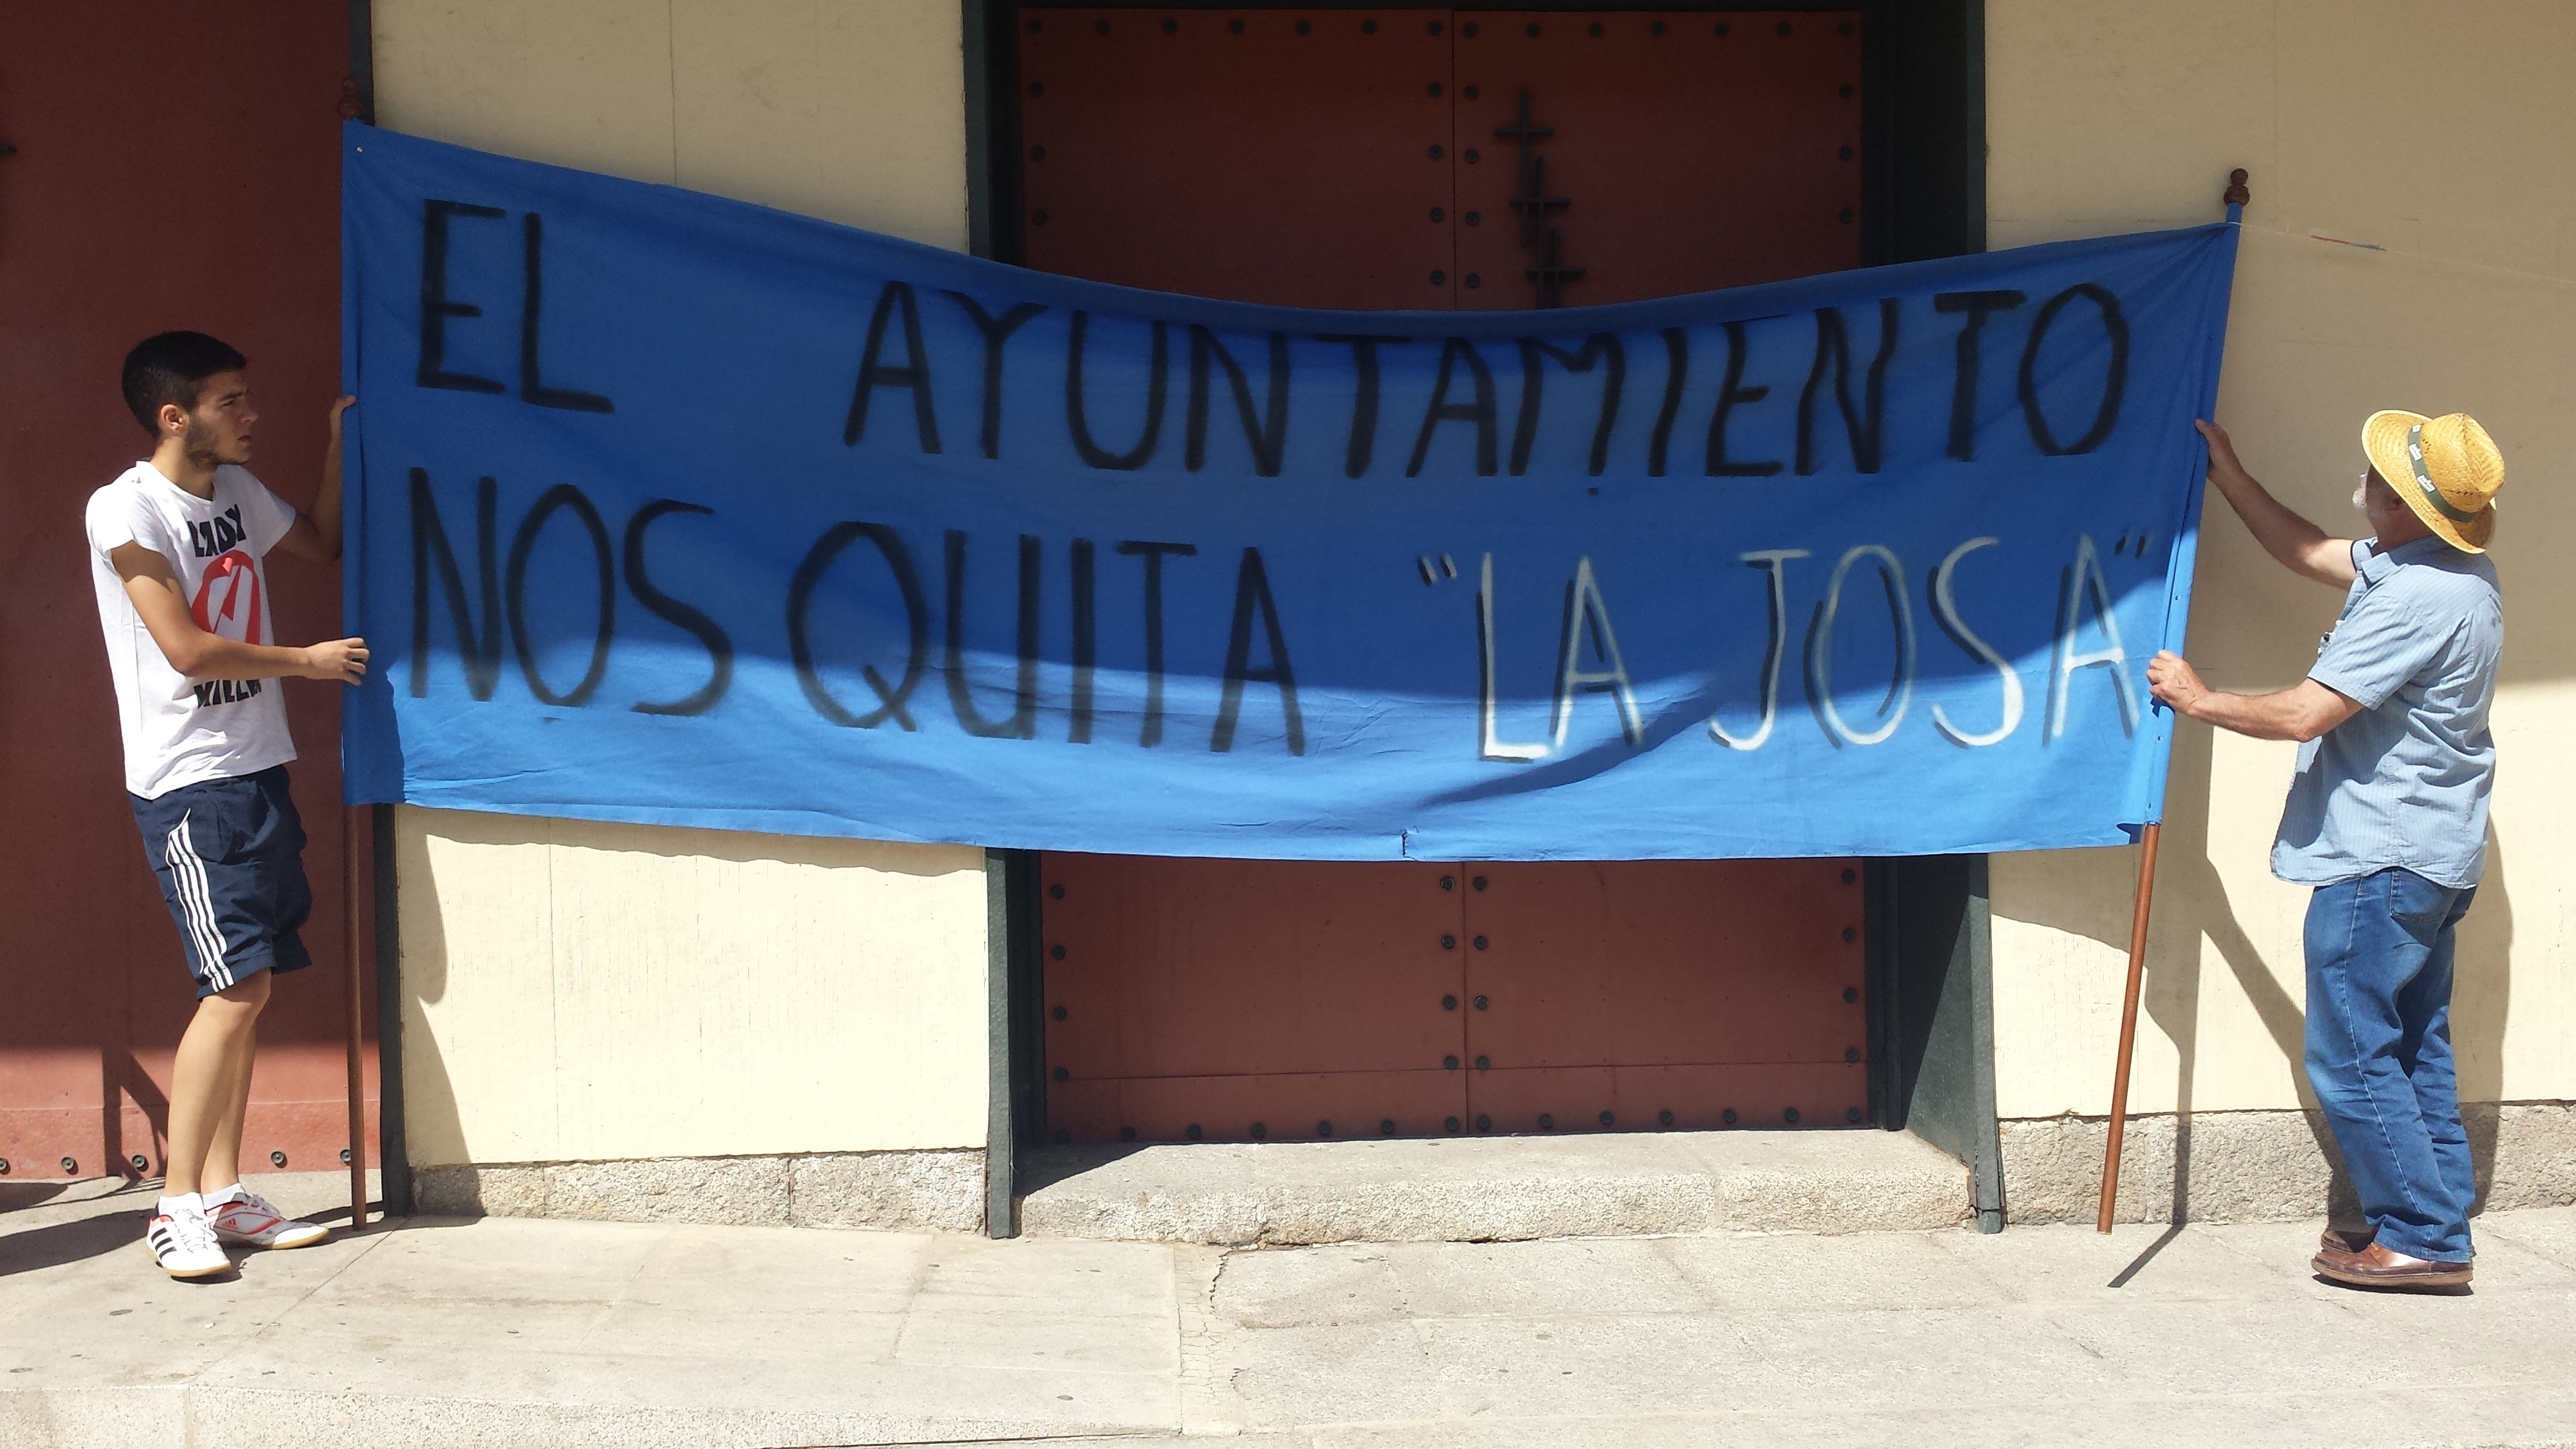 EL AYUNTAMIENTO
NOS QUITA "LA JOSA"